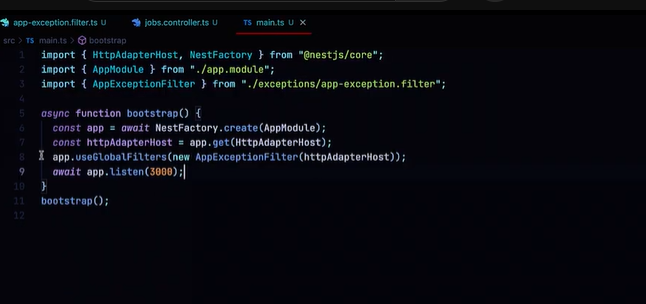 app-exception.filter.ts U jobs.controller.ts U TS main.ts U ×
src > TS main.ts > bootstrap
1 import { HttpAdapterHost, NestFactory } from "@nestjs/core";
2 import { AppModule } from "./app.module";
3 import { AppExceptionFilter } from "./exceptions/app-exception.filter";
4
5 async function bootstrap() {
6 const app = await NestFactory.create(AppModule);
7 const httpAdapterHost = app.get(HttpAdapterHost);
8 app.useGlobalFilters(new AppExceptionFilter(httpAdapterHost));
9 await app.listen(3000);
10 }
11 bootstrap();
12